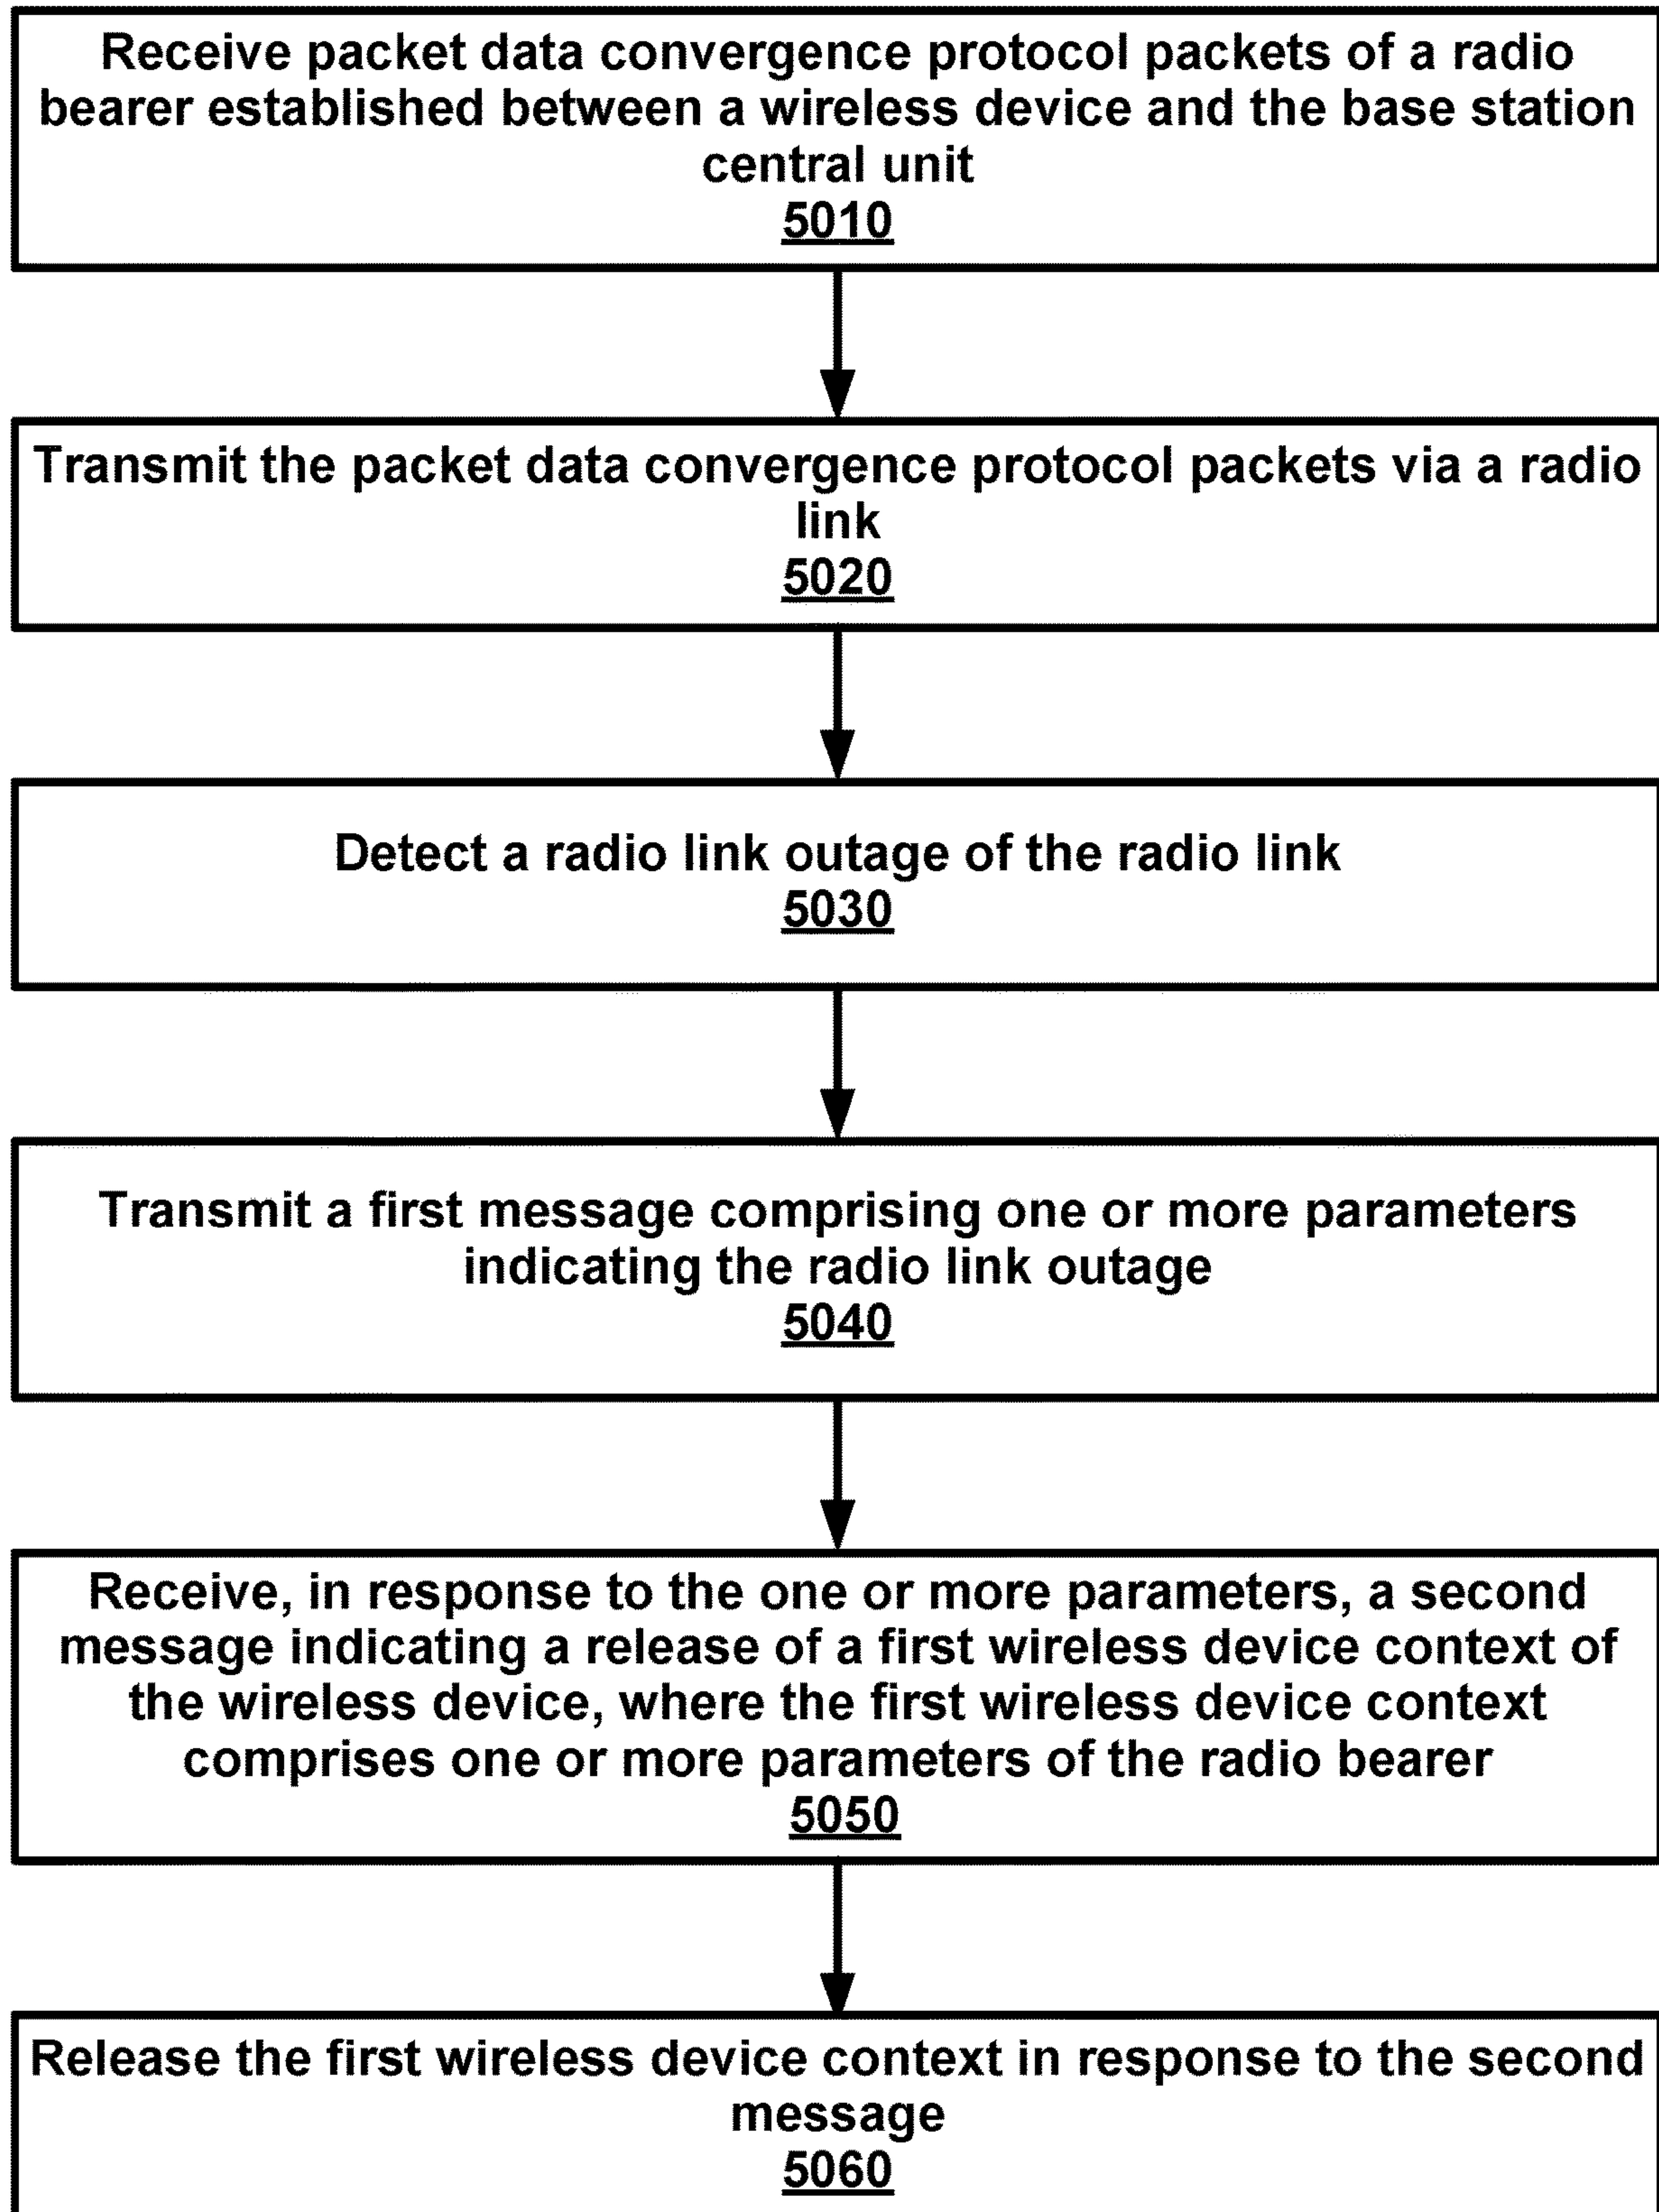 Receive packet data convergence protocol packets of a radio
bearer established between a wireless device and the base station
central unit
5010
Transmit the packet data convergence protocol packets via a radio
link
5020
Detect a radio link outage of the radio link
5030
Transmit a first message comprising one or more parameters
indicating the radio link outage
5040
Receive, in response to the one or more parameters, a second
message indicating a release of a first wireless device context of
the wireless device, where the first wireless device context
comprises one or more parameters of the radio bearer
5050
Release the first wireless device context in response to the second
message
5060